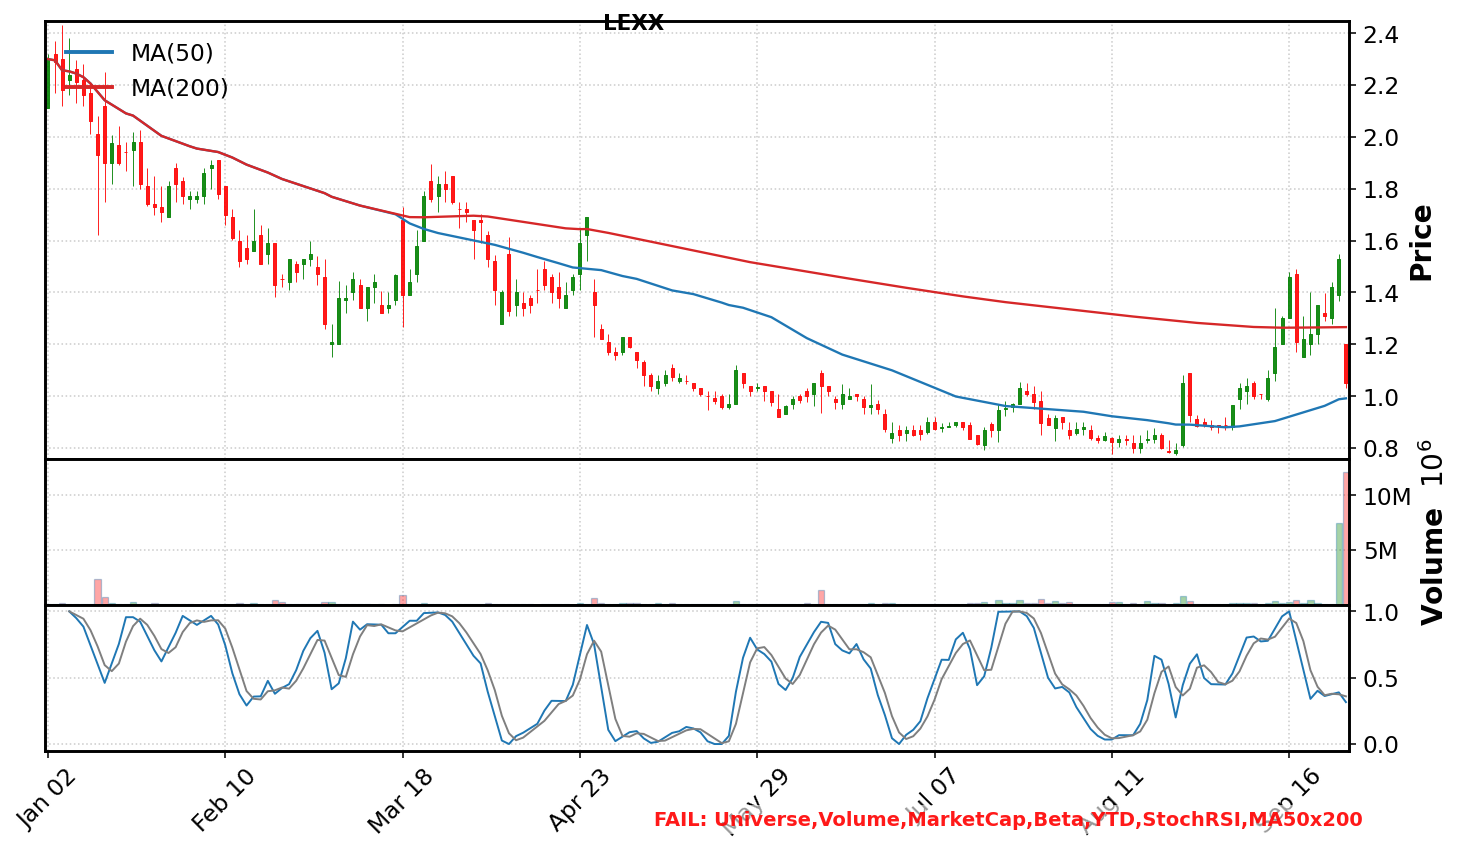 LEXX
MA(50)
MA(200)
2.4
2.2
2.0
1.8
1.6
1.4
1.2
1.0
0.8
Price
10M
5M
Volume 10^6
1.0
0.5
0.0
Jan 02
Feb 10
Mar 18
Apr 23
May 29
Jul 07
Aug 11
Sep 16
FAIL: Universe,Volume,MarketCap,Beta,YTD,StochRSI,MA50x200